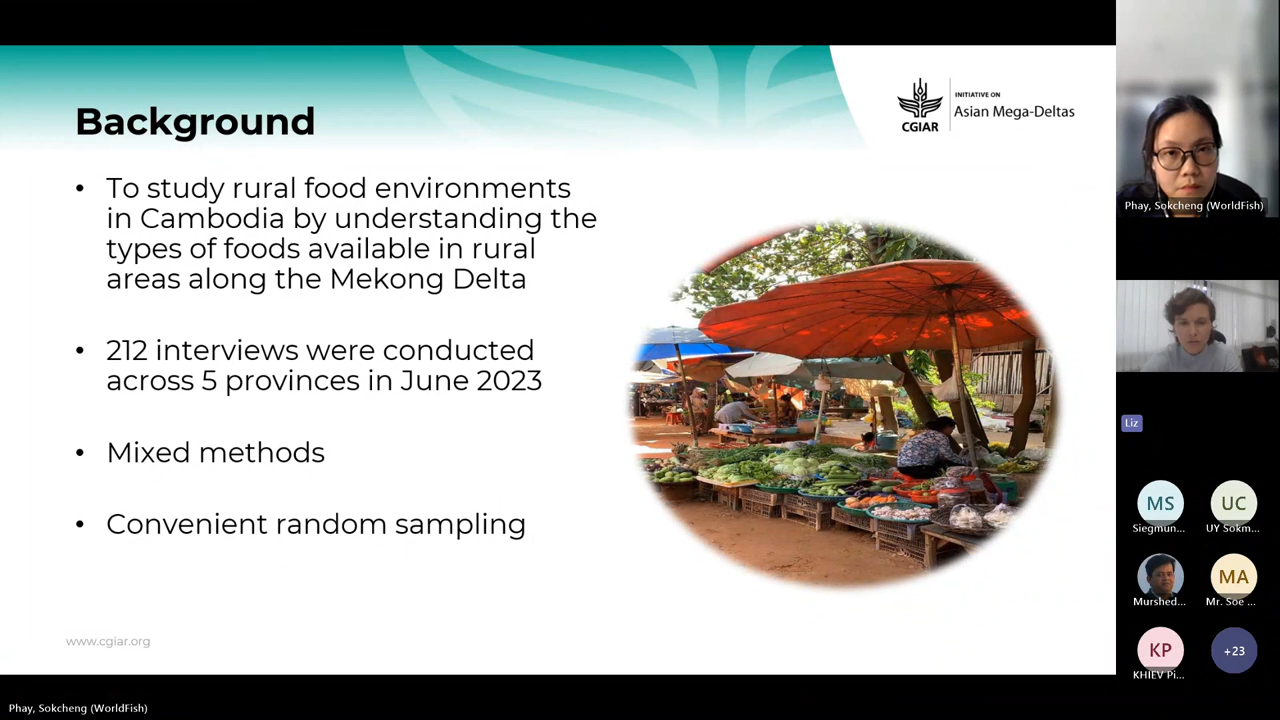 Background
CGIAR
INITIATIVE ON
Asian Mega-Deltas
• To study rural food environments
in Cambodia by understanding the
types of foods available in rural
areas along the Mekong Delta
• 212 interviews were conducted
across 5 provinces in June 2023
• Mixed methods
• Convenient random sampling
www.cgiar.org
Phay, Sokcheng (WorldFish)
Phay, Sokcheng (WorldFish)
Liz
MS
UC
Siegmun...
UY Sokm...
MA
Murshed...
Mr. Soe ...
KP
+23
KHIEV Pi...